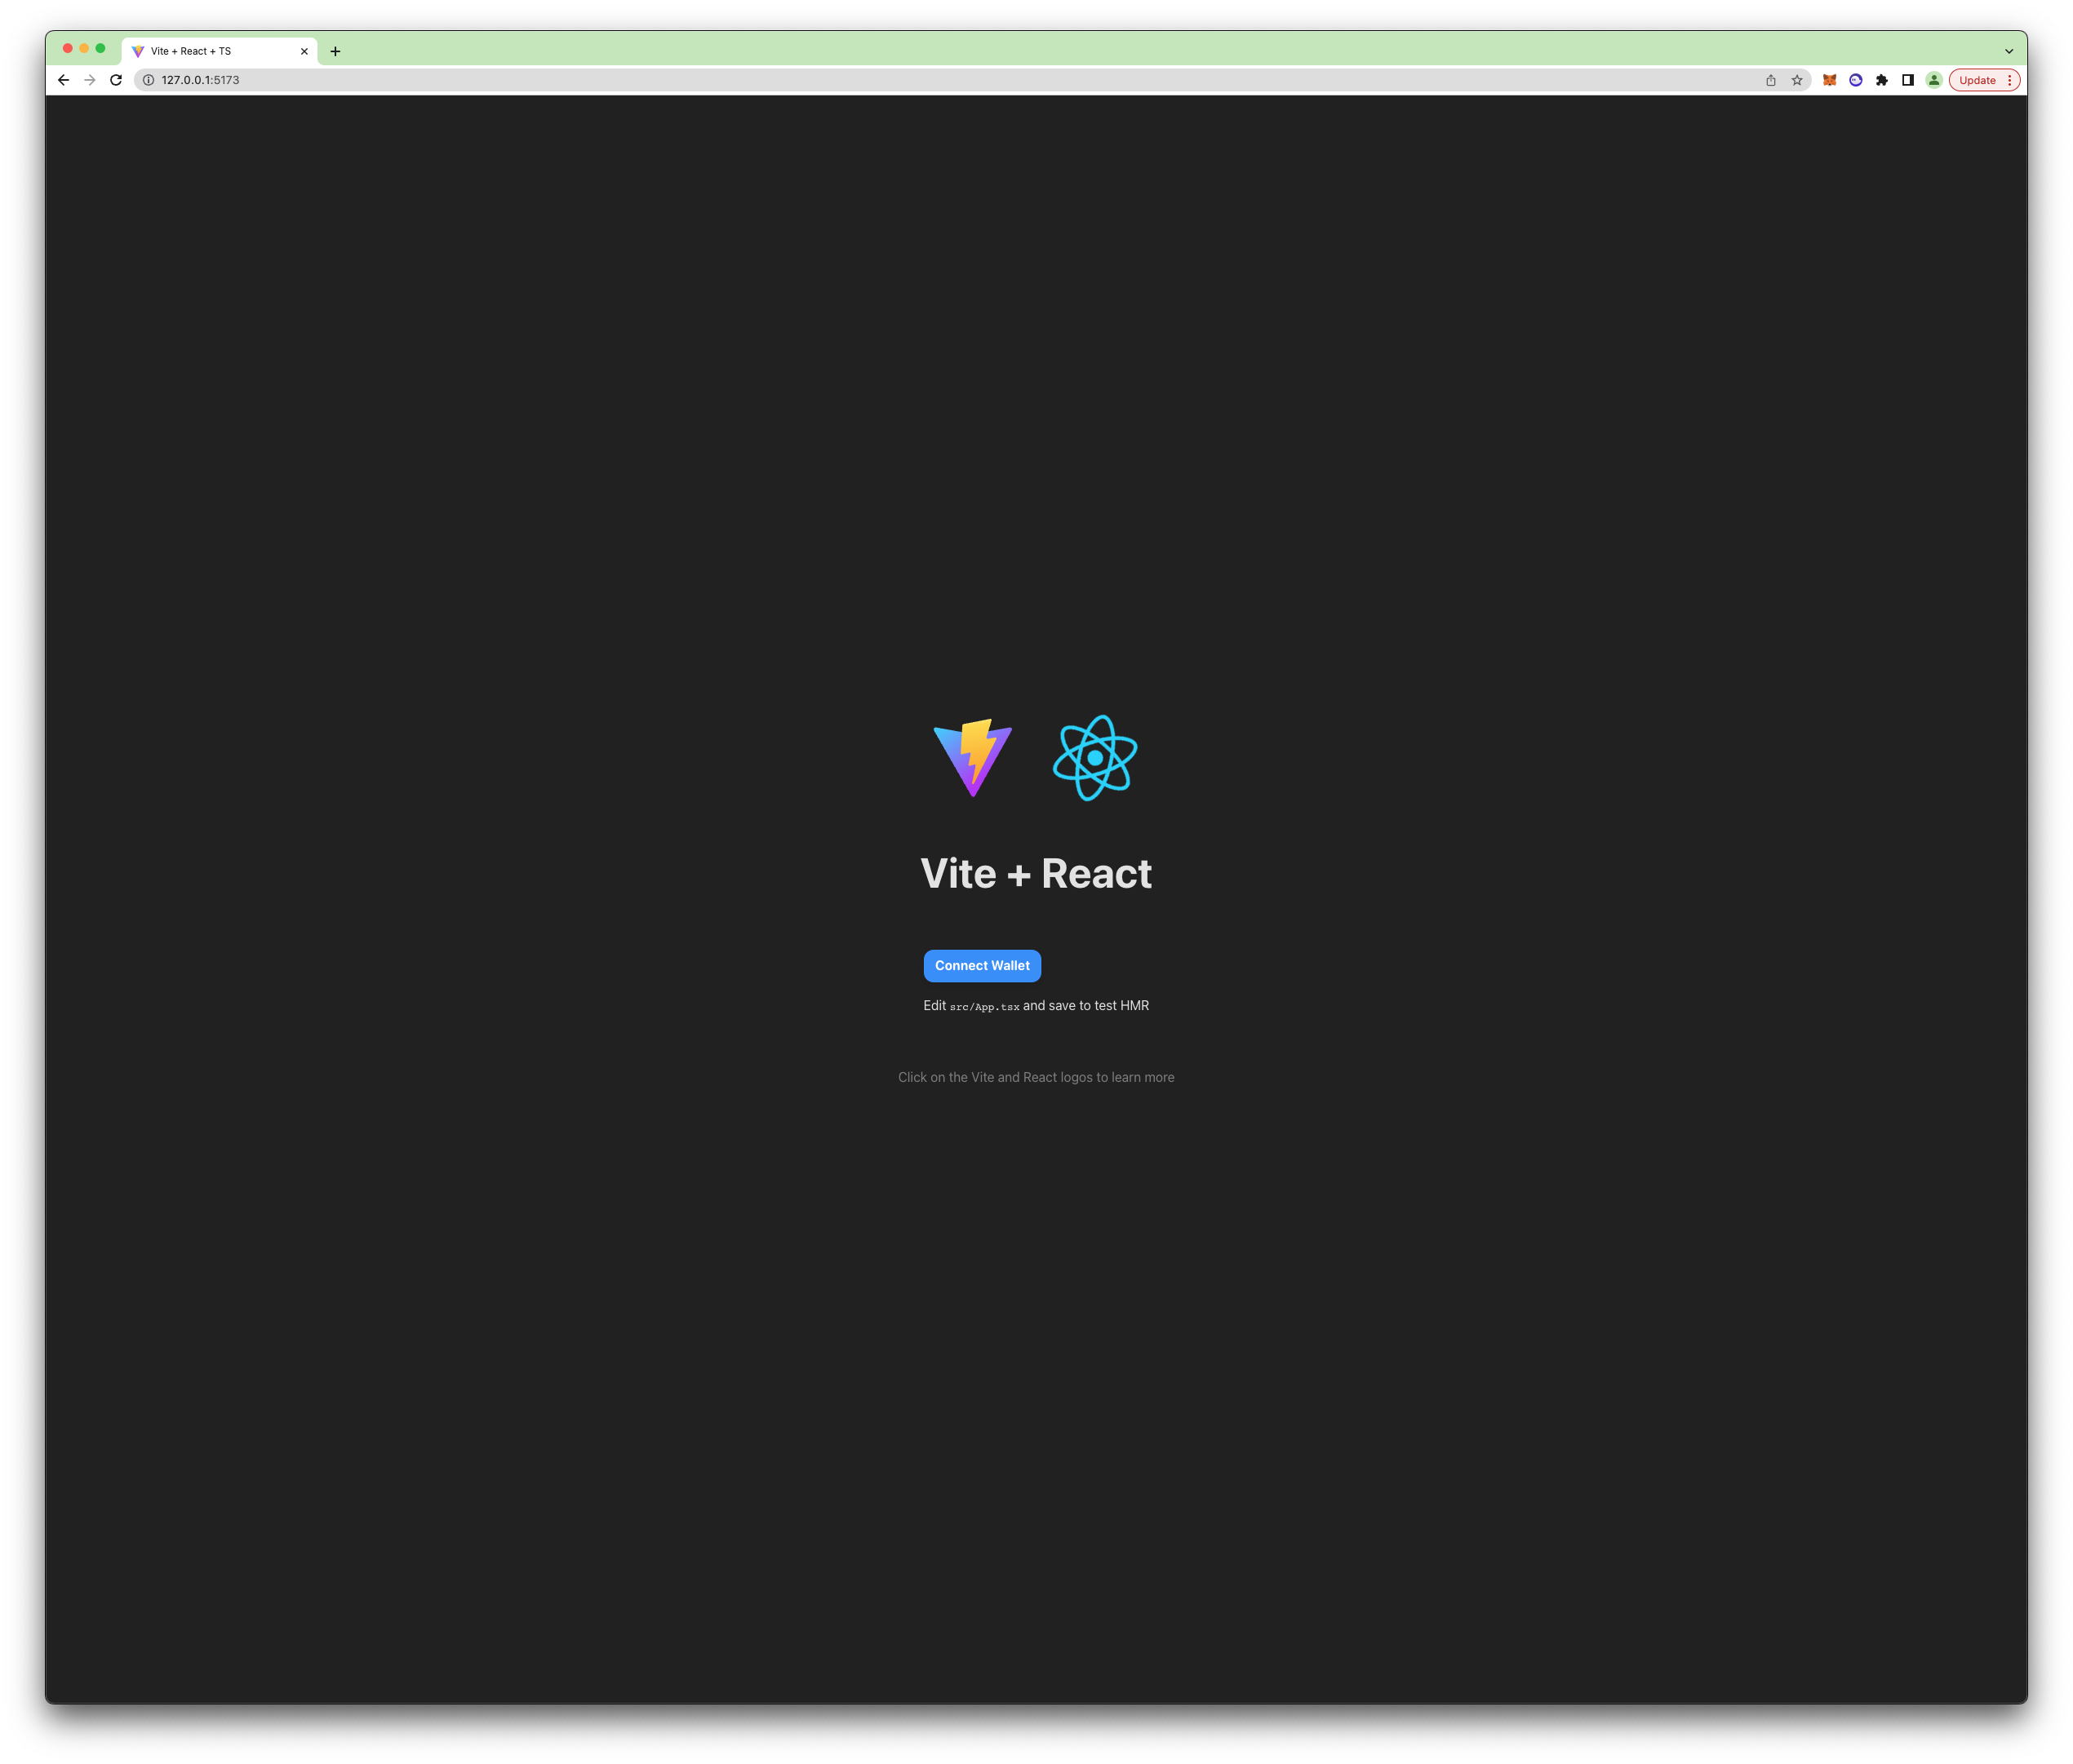 Vite + React + TS
127.0.0.1:5173
Update
Vite + React
Connect Wallet
Edit src/App.tsx and save to test HMR
Click on the Vite and React logos to learn more